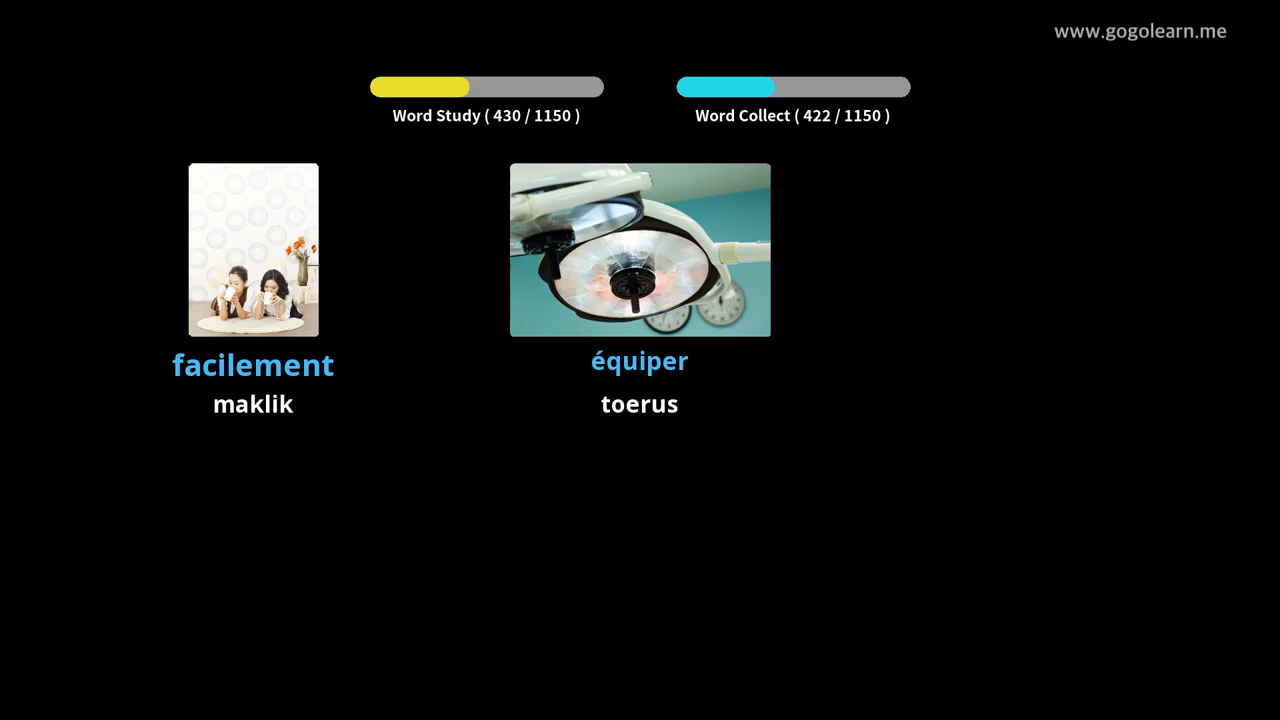 www.gogolearn.me
Word Study ( 430 / 1150 )
Word Collect ( 422 / 1150 )
facilement
maklik
équiper
toerus